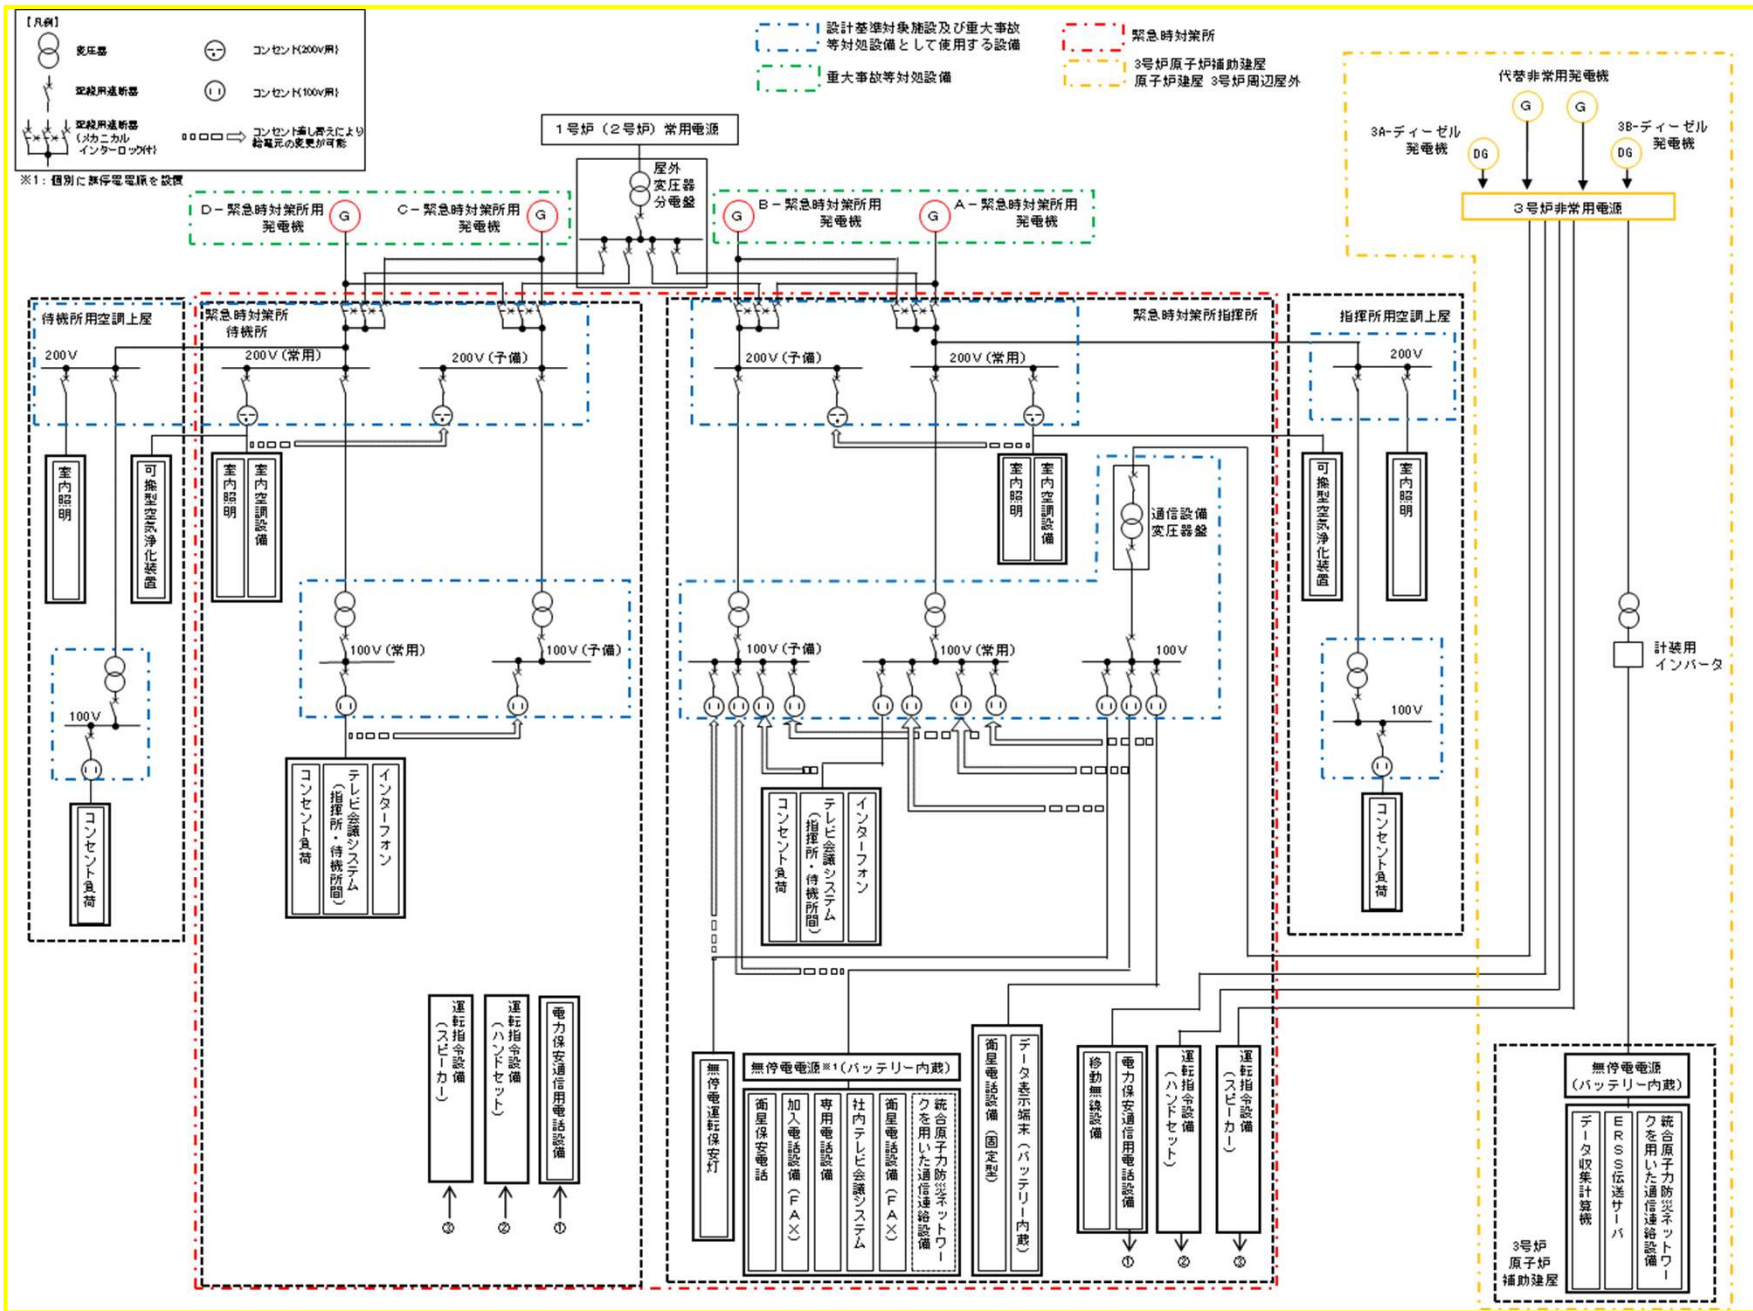 【凡例】
変圧器
コンセント(200V用)
配線用遮断器
コンセント(100V用)
配線用遮断器
(メカニカル
インターロック付)
コンセント差し替えにより
給電元の変更が可能
※1：個別に無停電電源を設置
設計基準対象施設及び重大事故
等対処設備として使用する設備
重大事故等対処設備
緊急時対策所
3号炉原子炉補助建屋
原子炉建屋 3号炉周辺屋外
1号炉（2号炉）常用電源
屋外
変圧器
分電盤
代替非常用発電機
G
G
3A-ディーゼル
発電機
DG
3B-ディーゼル
発電機
DG
3号炉非常用電源
D－緊急時対策所用
発電機
G
C－緊急時対策所用
発電機
G
G
B－緊急時対策所用
発電機
G
A－緊急時対策所用
発電機
待機所用空調上屋
緊急時対策所
待機所
緊急時対策所指揮所
指揮所用空調上屋
200V
200V(常用)
200V(予備)
200V(予備)
200V(常用)
200V
室内照明
可搬型空気浄化装置
室内照明
室内空調設備
室内照明
室内空調設備
通信設備
変圧器盤
可搬型空気浄化装置
室内照明
100V(常用)
100V(予備)
100V(予備)
100V(常用)
100V
計装用
インバータ
100V
100V
コンセント負荷
コンセント負荷
テレビ会議システム
（指揮所・待機所間）
インターフォン
コンセント負荷
テレビ会議システム
（指揮所・待機所間）
インターフォン
コンセント負荷
運転指令設備
（スピーカー）
運転指令設備
（ハンドセット）
電力保安通信用電話設備
③
②
①
無停電運転保安灯
無停電電源※1(バッテリー内蔵)
衛星保安電話
加入電話設備（FAX）
専用電話設備
社内テレビ会議システム
衛星電話設備（FAX）
統合原子力防災ネットワー
クを用いた通信連絡設備
衛星電話設備（固定型）
データ表示端末（バッテリー内蔵）
移動無線設備
電力保安通信用電話設備
運転指令設備
（ハンドセット）
運転指令設備
（スピーカー）
①
②
③
無停電電源
(バッテリー内蔵)
データ収集計算機
ERSS伝送サーバ
統合原子力防災ネットワー
クを用いた通信連絡設備
3号炉
原子炉
補助建屋